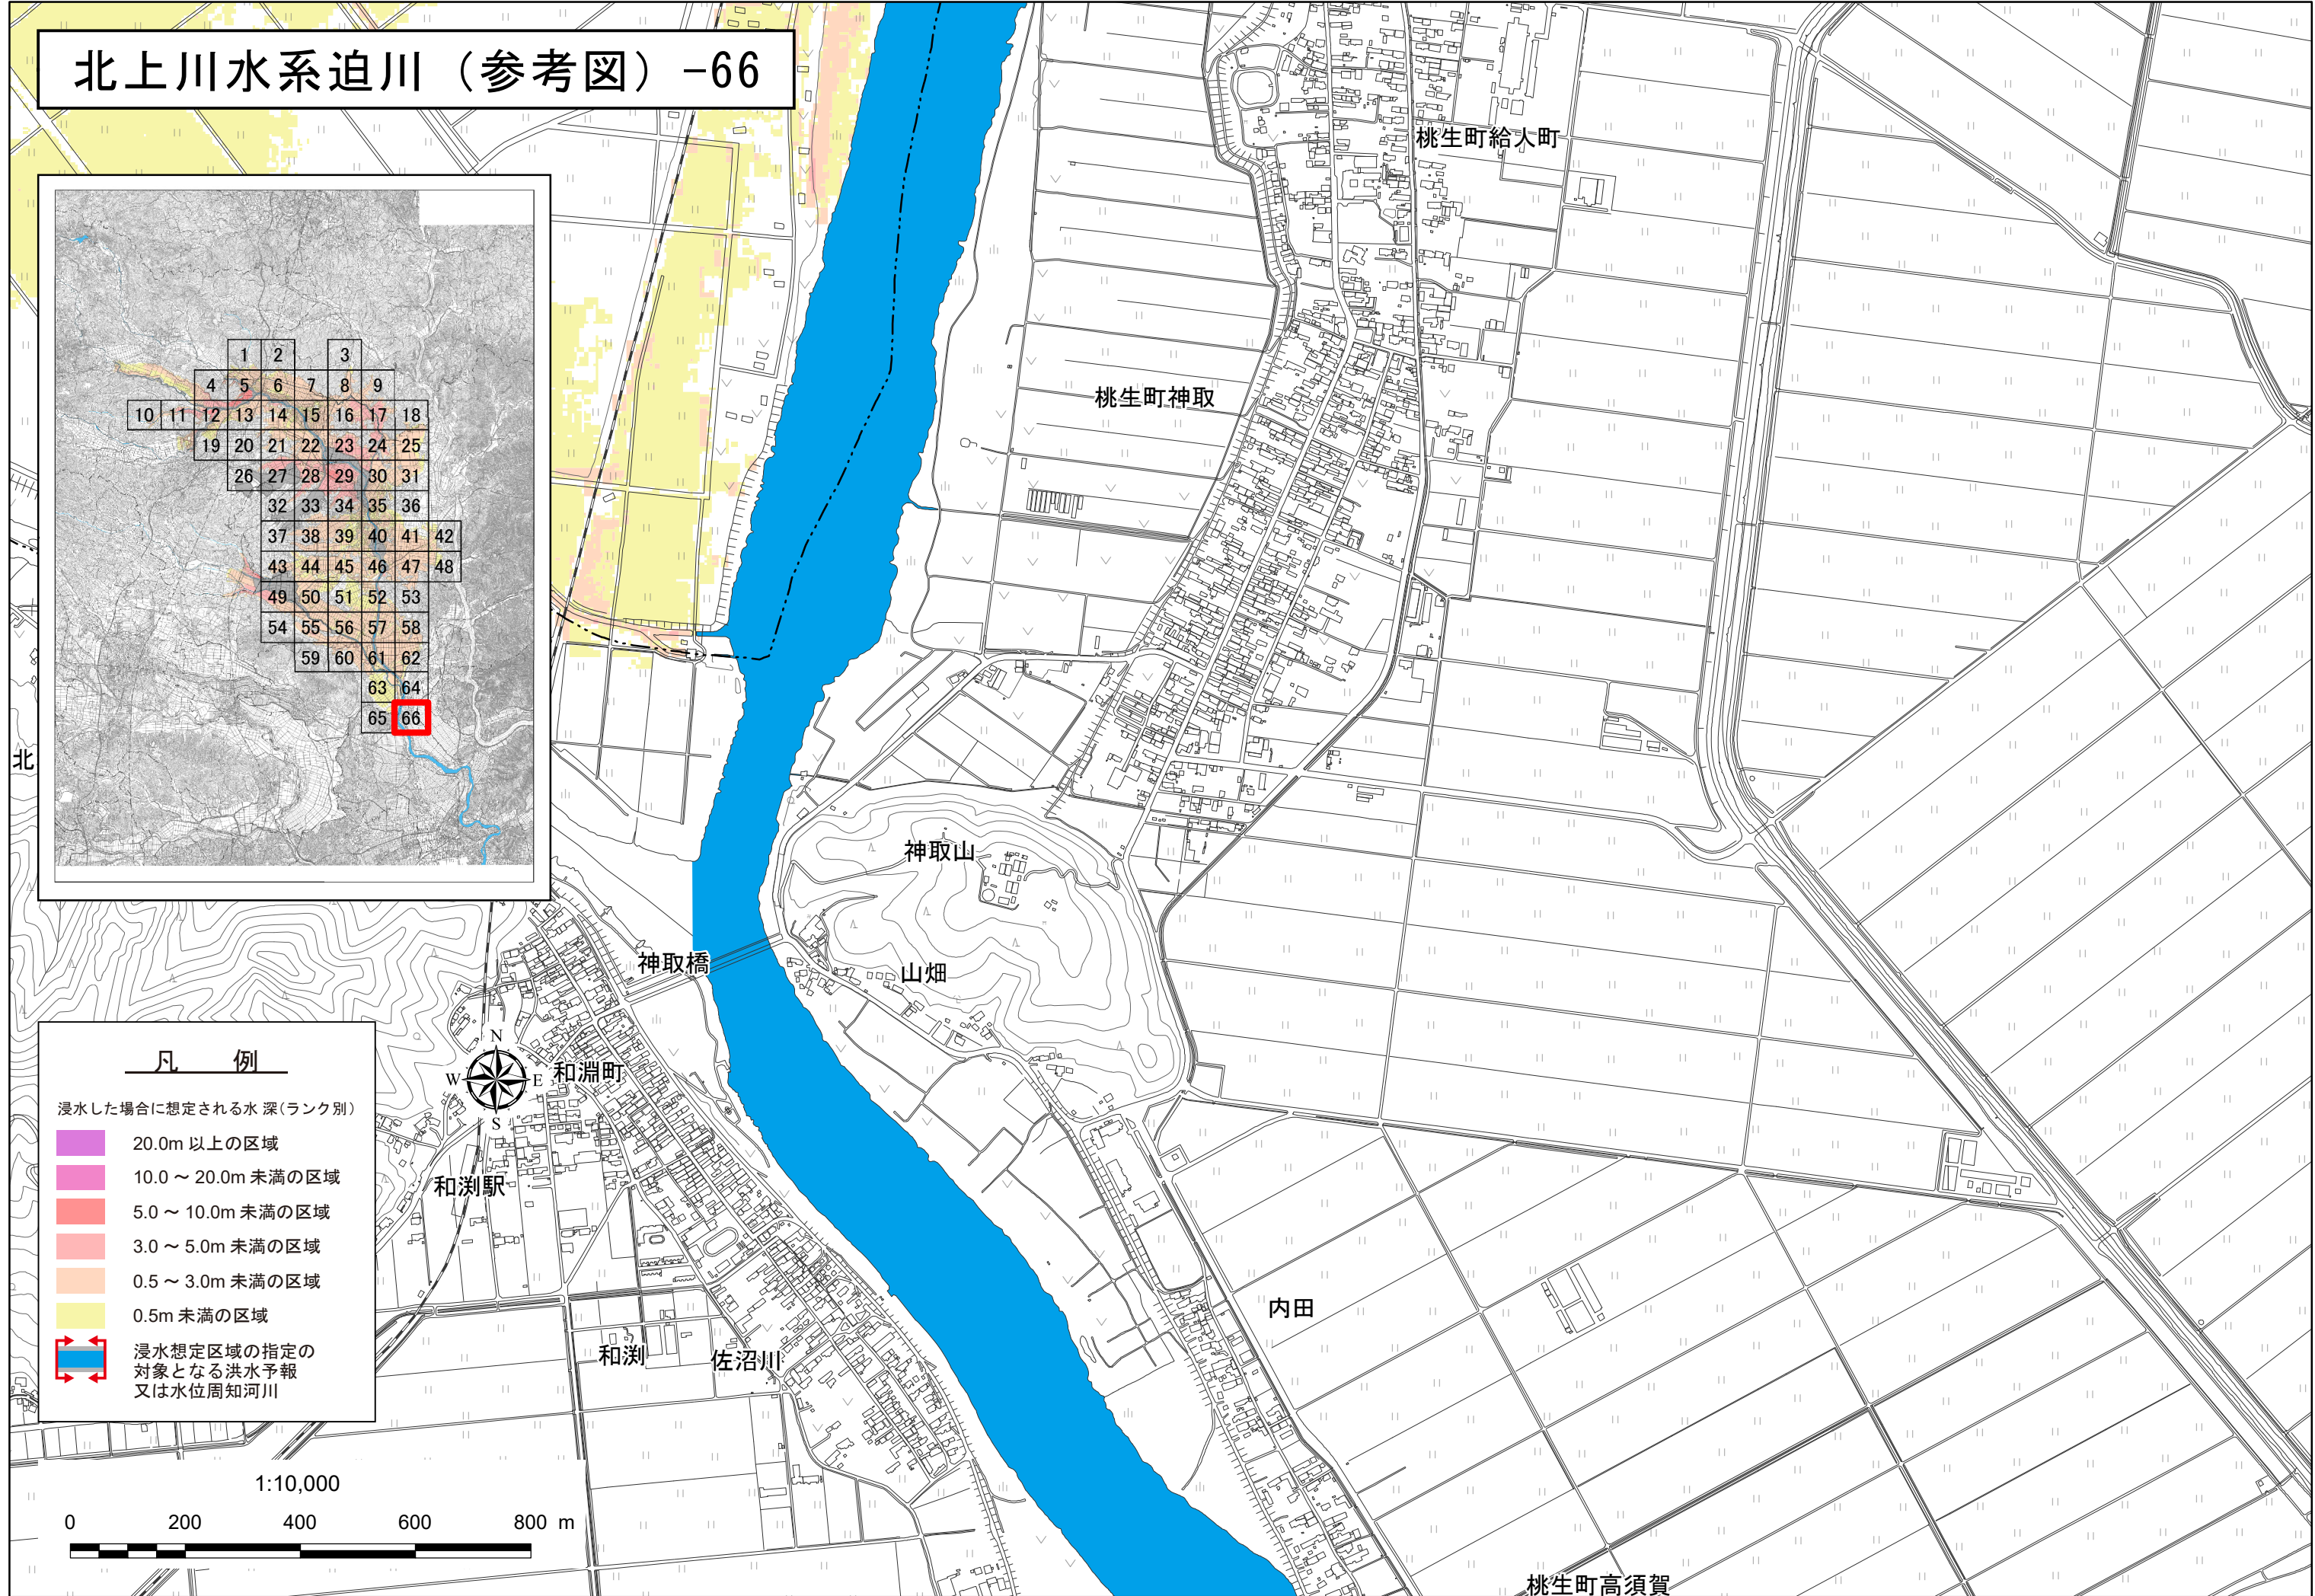 北上川水系迫川（参考図）-66
1 2 3
4 5 6 7 8 9
10 11 12 13 14 15 16 17 18
19 20 21 22 23 24 25
26 27 28 29 30 31
32 33 34 35 36
37 38 39 40 41 42
43 44 45 46 47 48
49 50 51 52 53
54 55 56 57 58
59 60 61 62
63 64
65 66
桃生町給人町
桃生町神取
北
神取山
神取橋
山畑
和淵町
和渕駅
内田
和渕
佐沼川
桃生町高須賀
N
W E
S
凡 例
浸水した場合に想定される水 深(ランク別)
20.0m 以上の区域
10.0 ～ 20.0m 未満の区域
5.0 ～ 10.0m 未満の区域
3.0 ～ 5.0m 未満の区域
0.5 ～ 3.0m 未満の区域
0.5m 未満の区域
浸水想定区域の指定の
対象となる洪水予報
又は水位周知河川
1:10,000
0 200 400 600 800 m